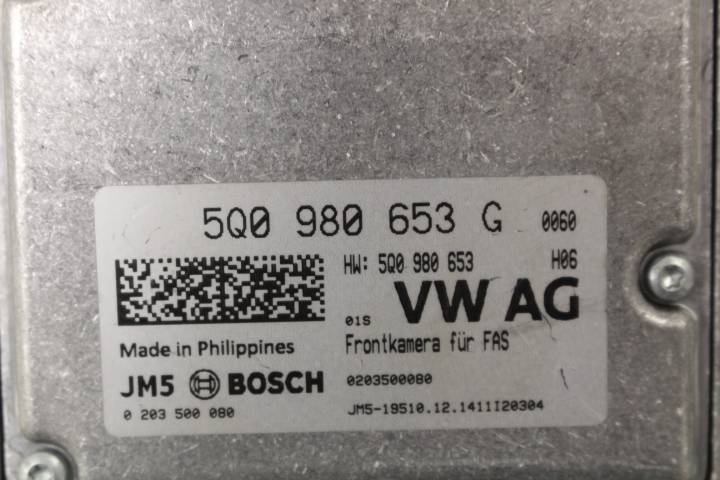 5Q0 980 653 G 0060
HW: 5Q0 980 653 H06
01S VW AG
Made in Philippines
Frontkamera für FAS
JM5 BOSCH
0203500080
0 203 500 080
JM5-19510.12.1411I20304